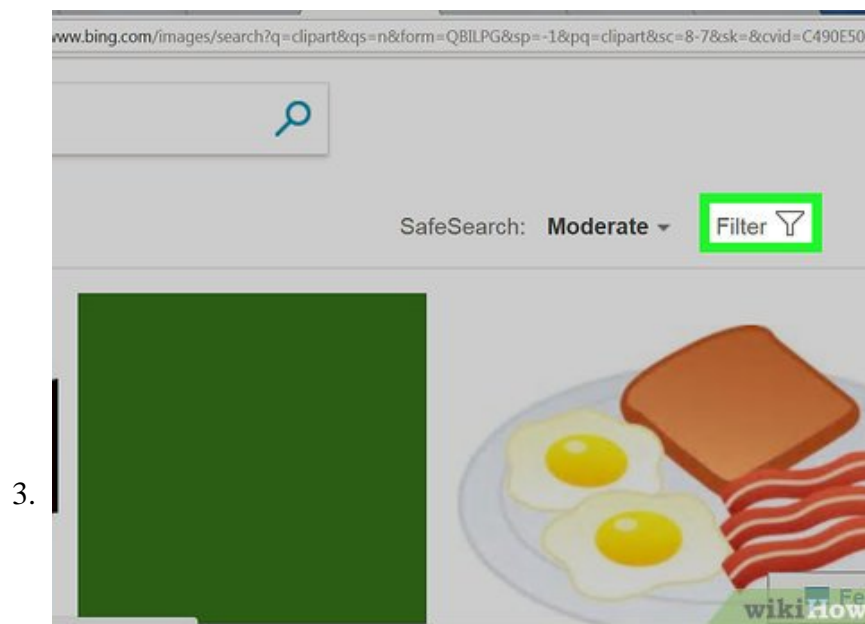 www.bing.com/images/search?q=clipart&qs=n&form=QBILPG&sp=-1&pq=clipart&sc=8-7&sk=&cvid=C490E50
SafeSearch: Moderate Filter
3.
Fe
wikiHow